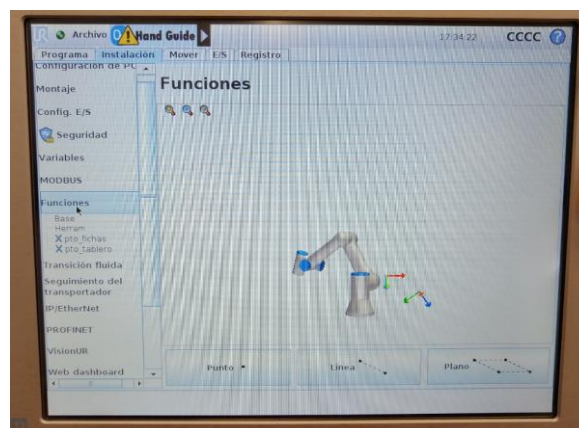 Archivo Hand Guide 17:34:22 CCCC ?
Programa Instalación Mover E/S Registro
Configuración de PC
Montaje
Config. E/S
Seguridad
Variables
MODBUS
Funciones
Base
Herram
X pto_fichas
X pto_tablero
Transición fluida
Seguimiento del
transportador
IP/EtherNet
PROFINET
VisionUR
Web dashboard
Funciones
Punto
Línea
Plano